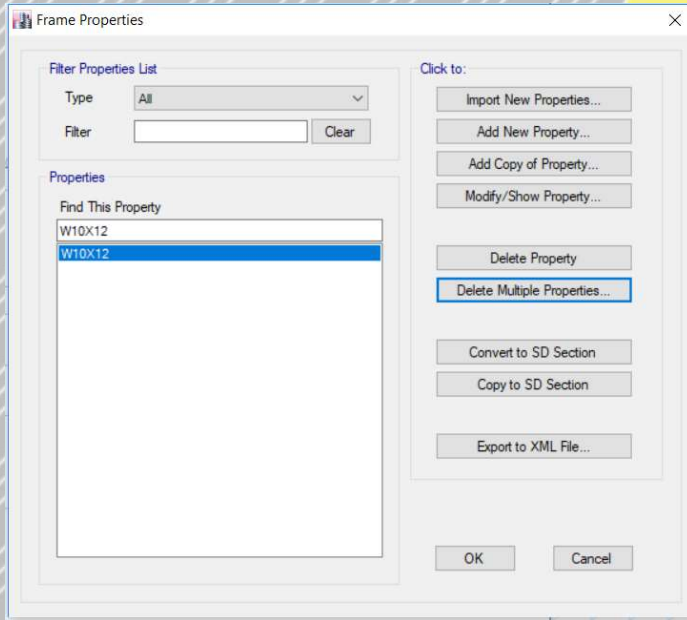 Frame Properties
Filter Properties List
Type
All
Filter
Clear
Properties
Find This Property
W10X12
W10X12
Click to:
Import New Properties...
Add New Property...
Add Copy of Property...
Modify/Show Property...
Delete Property
Delete Multiple Properties...
Convert to SD Section
Copy to SD Section
Export to XML File...
OK
Cancel